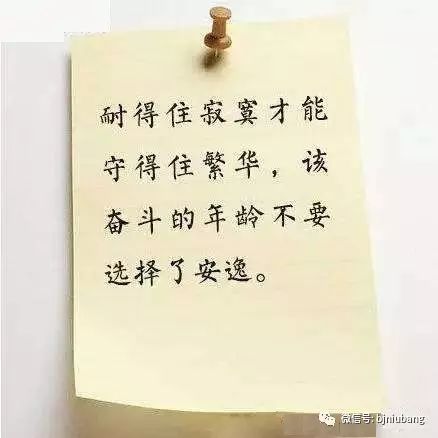 耐得住寂寞才能
守得住繁华，该
奋斗的年龄不要
选择了安逸。
微信号: bjniubang